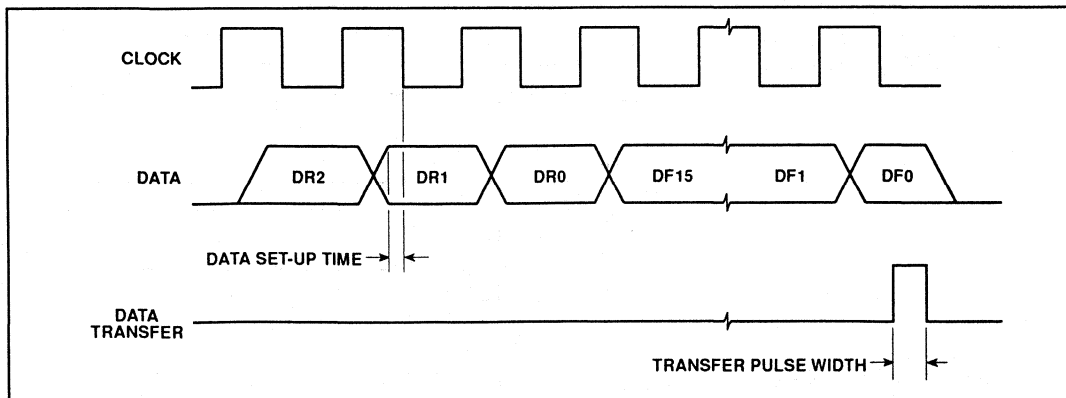 CLOCK
DATA
DR2 DR1 DR0 DF15 DF1 DF0
DATA SET-UP TIME
DATA
TRANSFER
TRANSFER PULSE WIDTH